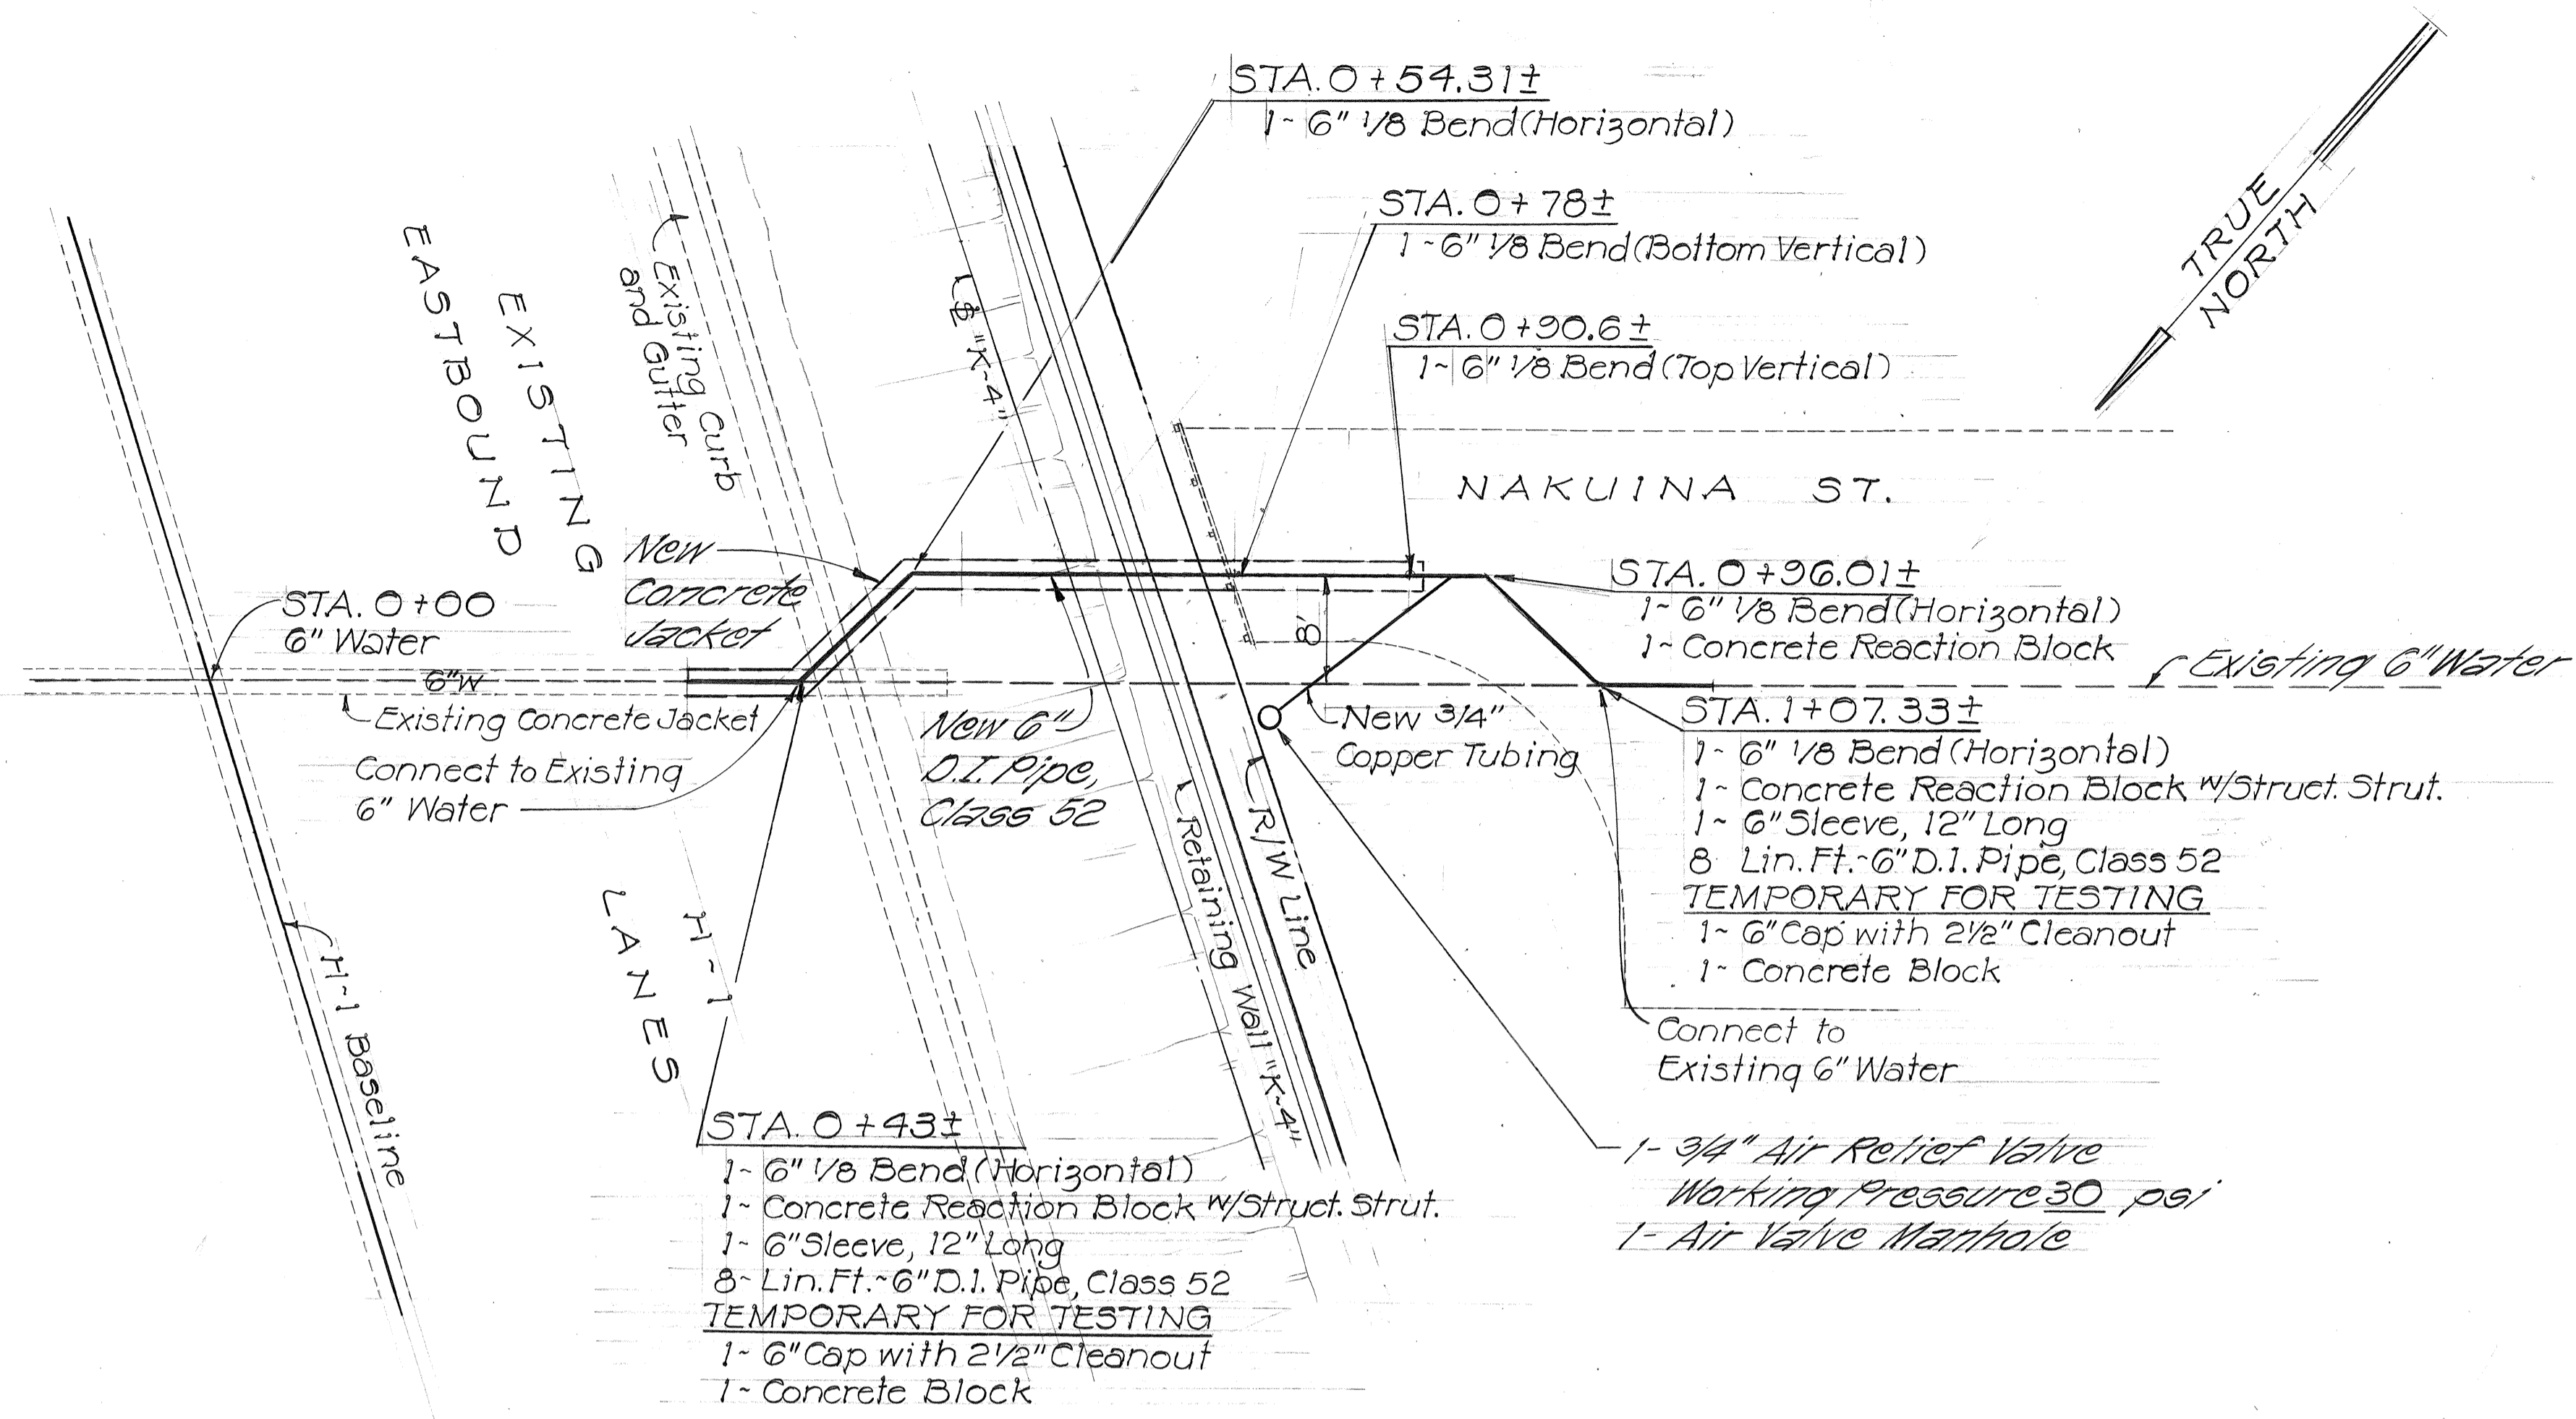 STA. 0+54.31±
1~ 6" 1/8 Bend (Horizontal)
STA. 0+78±
1~6" 1/8 Bend (Bottom Vertical)
STA. 0+90.6±
1~ 6" 1/8 Bend (Top Vertical)
TRUE
NORTH
EXISTING
EASTBOUND
Existing Curb
and Gutter
℄ "K-4"
NAKUINA ST.
New
Concrete
Jacket
STA. 0+00
6" Water
6"W
8'
STA. 0+96.01±
1~ 6" 1/8 Bend (Horizontal)
1~ Concrete Reaction Block
Existing 6" Water
Existing Concrete Jacket
Connect to Existing
6" Water
New 6"
D.I. Pipe,
Class 52
New 3/4"
Copper Tubing
STA. 1+07.33±
1~ 6" 1/8 Bend (Horizontal)
1~ Concrete Reaction Block w/Struct. Strut.
1~ 6" Sleeve, 12" Long
8 Lin. Ft.~6" D.I. Pipe, Class 52
TEMPORARY FOR TESTING
1~ 6" Cap with 2 1/2" Cleanout
1~ Concrete Block
R/W Line
Retaining Wall "K-4"
H-1
LANES
H-1 Baseline
Connect to
Existing 6" Water
STA. 0+43±
1~ 6" 1/8 Bend (Horizontal)
1~ Concrete Reaction Block w/Struct. Strut.
1~ 6" Sleeve, 12" Long
8~ Lin. Ft.~6" D.I. Pipe, Class 52
TEMPORARY FOR TESTING
1~ 6" Cap with 2 1/2" Cleanout
1~ Concrete Block
1- 3/4" Air Relief Valve
Working Pressure 30 psi
1- Air Valve Manhole